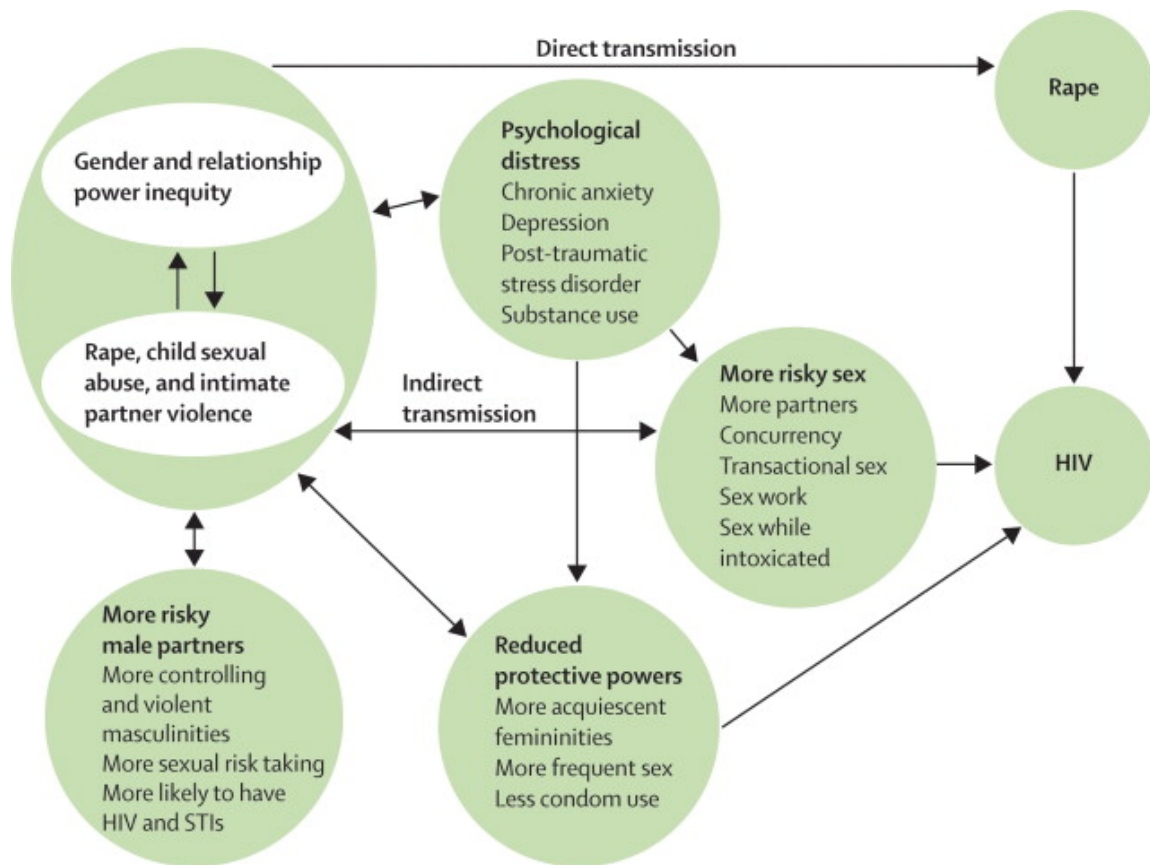 Direct transmission
Rape
Gender and relationship
power inequity
Psychological
distress
Chronic anxiety
Depression
Post-traumatic
stress disorder
Substance use
Rape, child sexual
abuse, and intimate
partner violence
Indirect
transmission
More risky sex
More partners
Concurrency
Transactional sex
Sex work
Sex while
intoxicated
HIV
More risky
male partners
More controlling
and violent
masculinities
More sexual risk taking
More likely to have
HIV and STIs
Reduced
protective powers
More acquiescent
femininities
More frequent sex
Less condom use